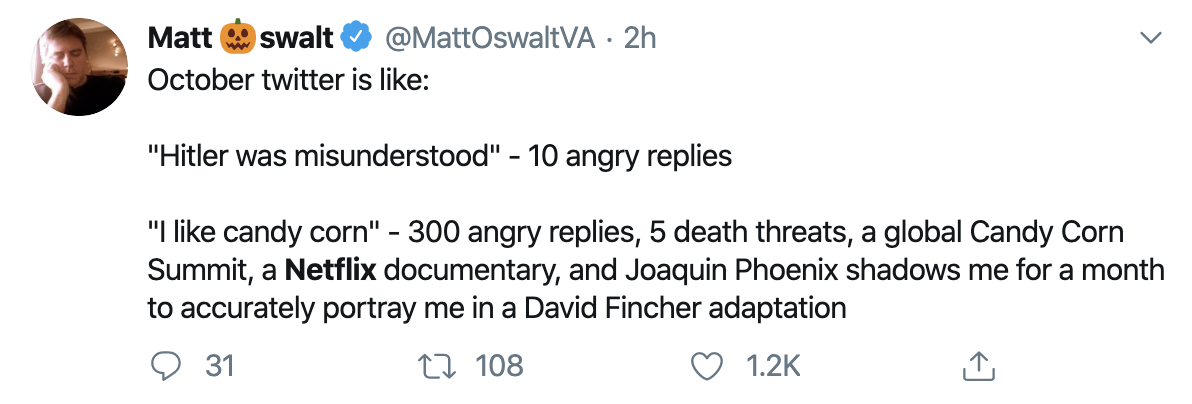 Matt 🎃swalt @MattOswaltVA · 2h
October twitter is like:
"Hitler was misunderstood" - 10 angry replies
"I like candy corn" - 300 angry replies, 5 death threats, a global Candy Corn
Summit, a Netflix documentary, and Joaquin Phoenix shadows me for a month
to accurately portray me in a David Fincher adaptation
31 108 1.2K